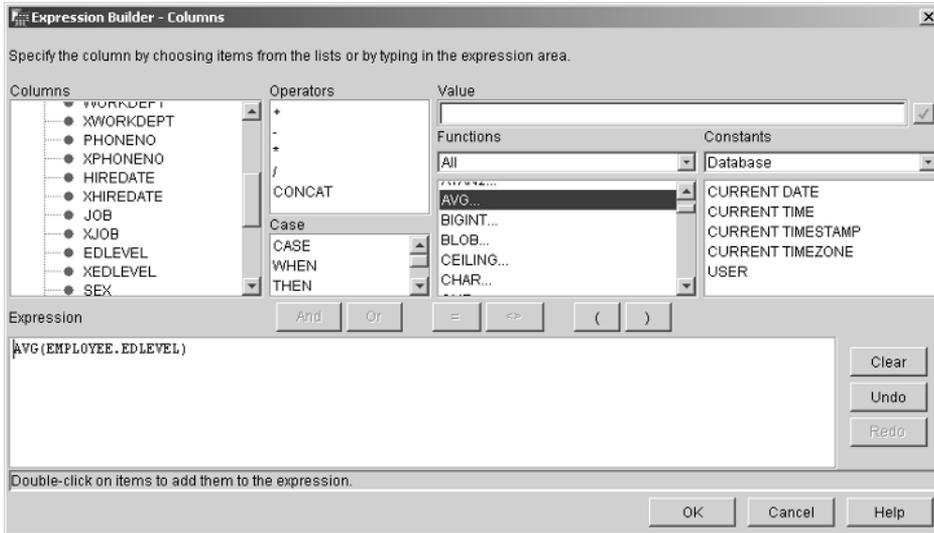 Expression Builder - Columns
Specify the column by choosing items from the lists or by typing in the expression area.
Columns
WORKDEPT
XWORKDEPT
PHONENO
XPHONENO
HIREDATE
XHIREDATE
JOB
XJOB
EDLEVEL
XEDLEVEL
SEX
Operators
+
-
*
/
CONCAT
Case
CASE
WHEN
THEN
Value
Functions
All
AVG...
BIGINT...
BLOB...
CEILING...
CHAR...
Constants
Database
CURRENT DATE
CURRENT TIME
CURRENT TIMESTAMP
CURRENT TIMEZONE
USER
Expression
And Or = <> ( )
AVG(EMPLOYEE.EDLEVEL)
Clear
Undo
Redo
Double-click on items to add them to the expression.
OK Cancel Help